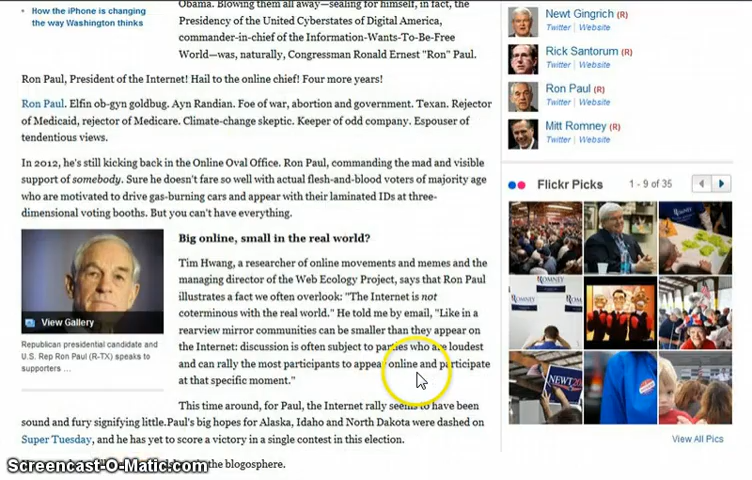 How the iPhone is changing
the way Washington thinks
Obama. Blowing them all away—sealing for himself, in fact, the
Presidency of the United Cyberstates of Digital America,
commander-in-chief of the Information-Wants-To-Be-Free
World—was, naturally, Congressman Ronald Ernest "Ron" Paul.
Ron Paul, President of the Internet! Hail to the online chief! Four more years!
Ron Paul. Elfin ob-gyn goldbug. Ayn Randian. Foe of war, abortion and government. Texan. Rejector
of Medicaid, rejector of Medicare. Climate-change skeptic. Keeper of odd company. Espouser of
tendentious views.
In 2012, he's still kicking back in the Online Oval Office. Ron Paul, commanding the mad and visible
support of somebody. Sure he doesn't fare so well with actual flesh-and-blood voters of majority age
who are motivated to drive gas-burning cars and appear with their laminated IDs at three-
dimensional voting booths. But you can't have everything.
View Gallery
Republican presidential candidate and
U.S. Rep Ron Paul (R-TX) speaks to
supporters ...
Big online, small in the real world?
Tim Hwang, a researcher of online movements and memes and the
managing director of the Web Ecology Project, says that Ron Paul
illustrates a fact we often overlook: "The Internet is not
coterminous with the real world." He told me by email, "Like in a
rearview mirror communities can be smaller than they appear on
the Internet: discussion is often subject to parties who are loudest
and can rally the most participants to appear online and participate
at that specific moment."
This time around, for Paul, the Internet rally seems to have been
sound and fury signifying little.Paul's big hopes for Alaska, Idaho and North Dakota were dashed on
Super Tuesday, and he has yet to score a victory in a single contest in this election.
the blogosphere.
Newt Gingrich (R)
Twitter | Website
Rick Santorum (R)
Twitter | Website
Ron Paul (R)
Twitter | Website
Mitt Romney (R)
Twitter | Website
Flickr Picks 1 - 9 of 35
ROMNEY
ROMNEY
NEWT20
View All Pics
Screencast-O-Matic.com